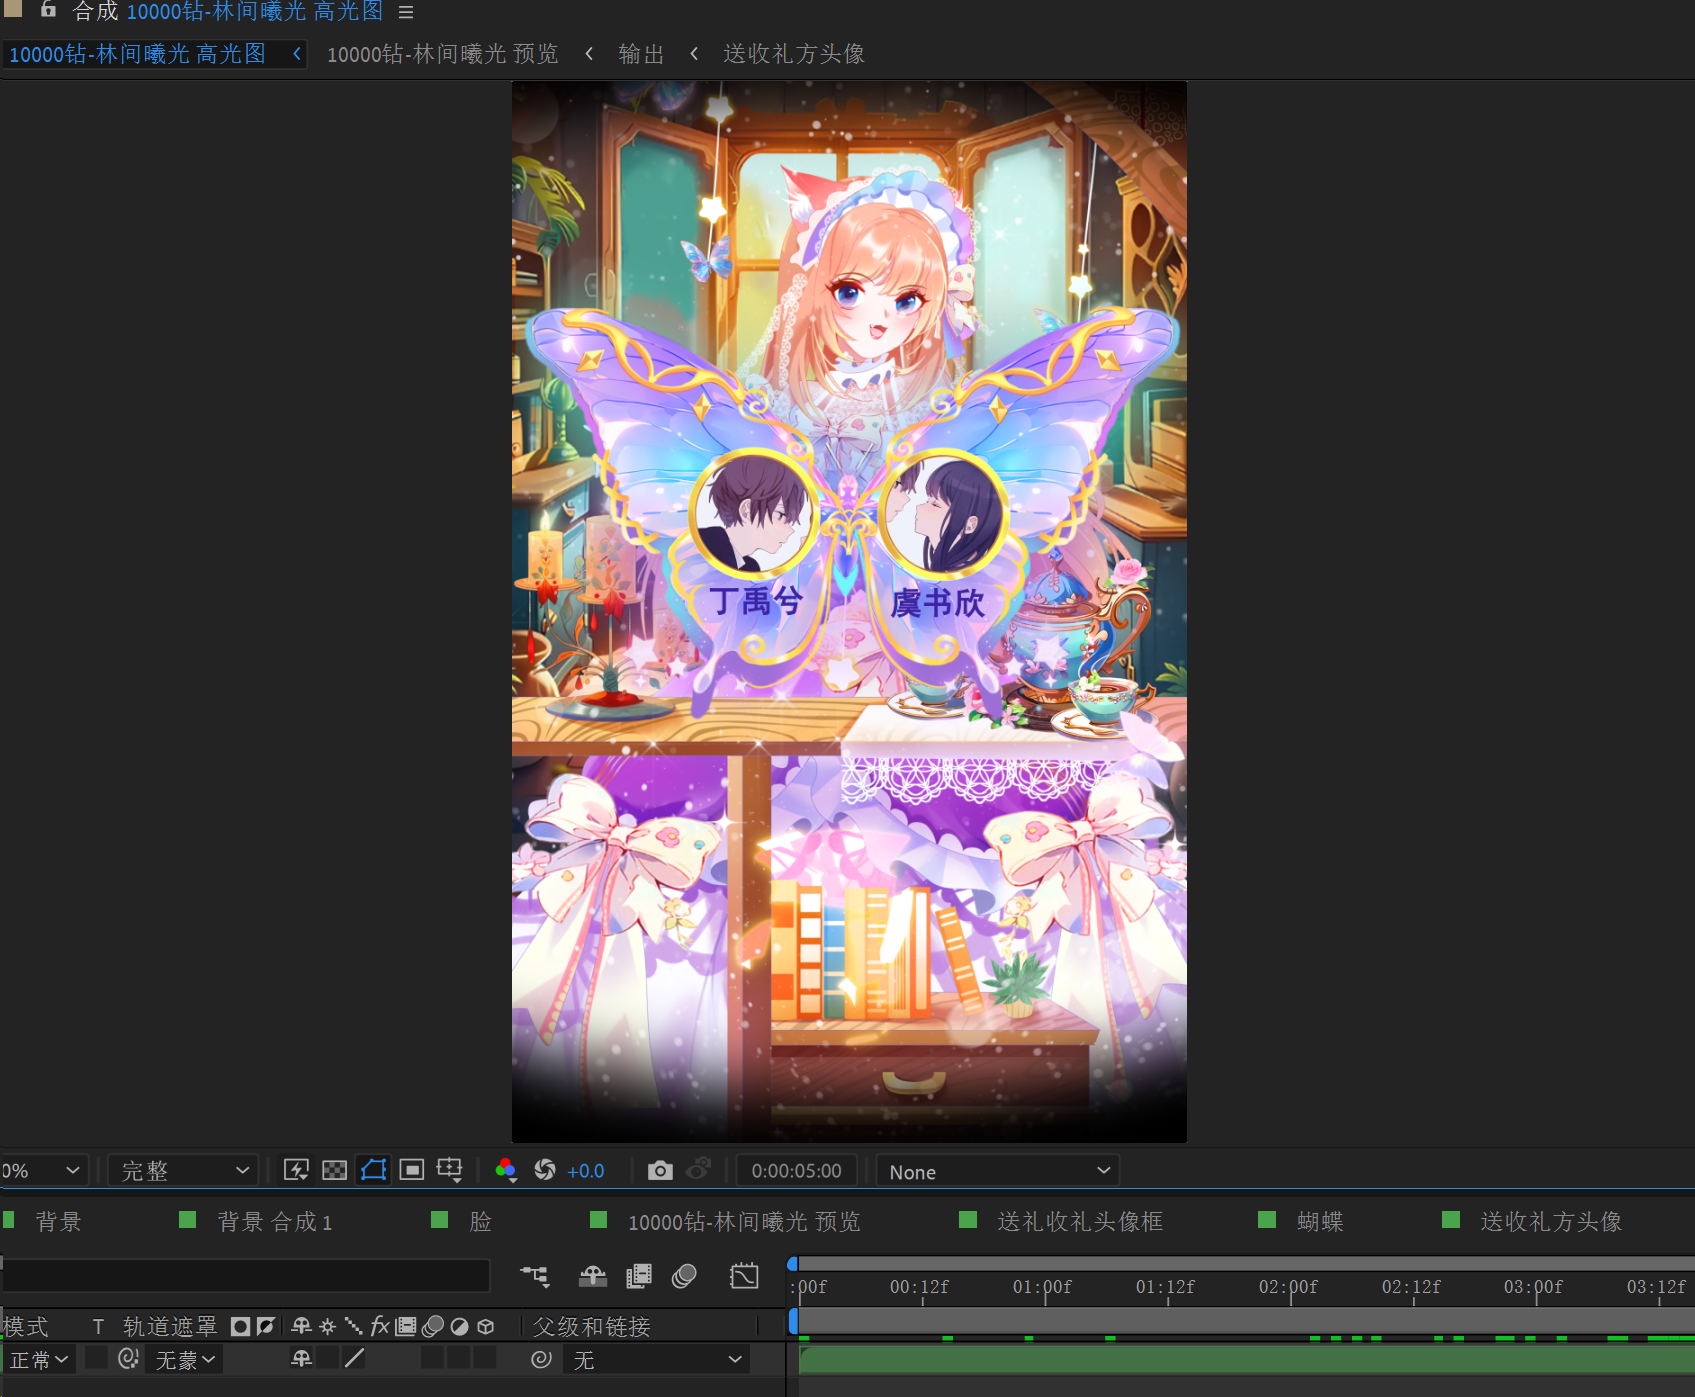 合成 10000钻-林间曦光 高光图
10000钻-林间曦光 高光图 10000钻-林间曦光 预览 输出 送收礼方头像
丁禹兮 虞书欣
0% 完整 +0.0 0:00:05:00 None
背景 背景 合成 1 脸 10000钻-林间曦光 预览 送礼收礼头像框 蝴蝶 送收礼方头像
:00f 00:12f 01:00f 01:12f 02:00f 02:12f 03:00f 03:12f
模式 T 轨道遮罩 fx 父级和链接
正常 无蒙 无